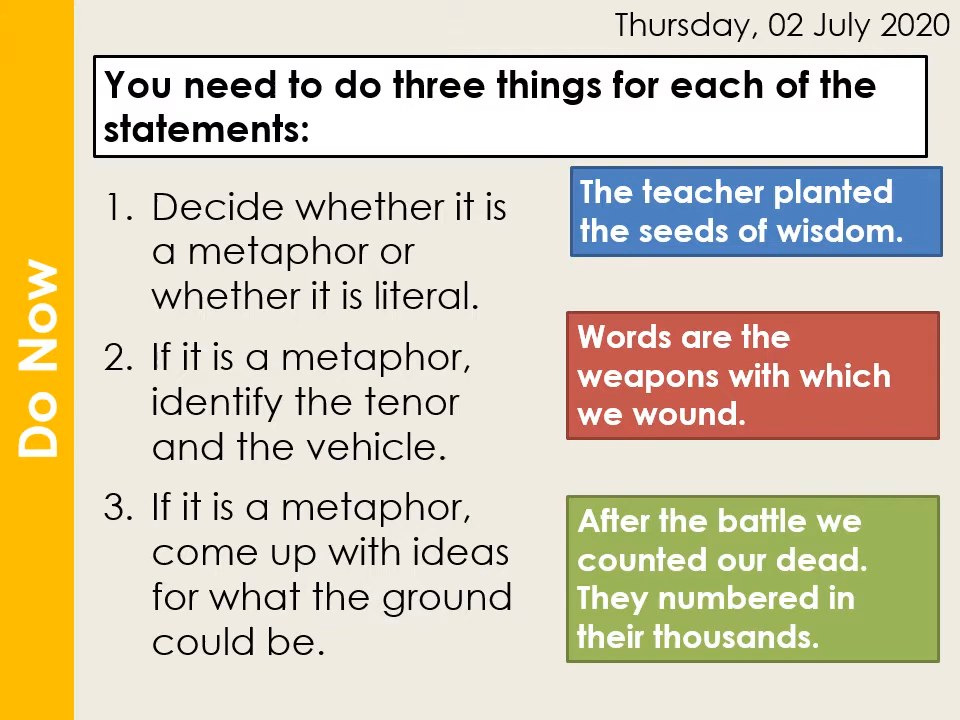 Thursday, 02 July 2020
Do Now
You need to do three things for each of the
statements:
1. Decide whether it is
a metaphor or
whether it is literal.
2. If it is a metaphor,
identify the tenor
and the vehicle.
3. If it is a metaphor,
come up with ideas
for what the ground
could be.
The teacher planted
the seeds of wisdom.
Words are the
weapons with which
we wound.
After the battle we
counted our dead.
They numbered in
their thousands.